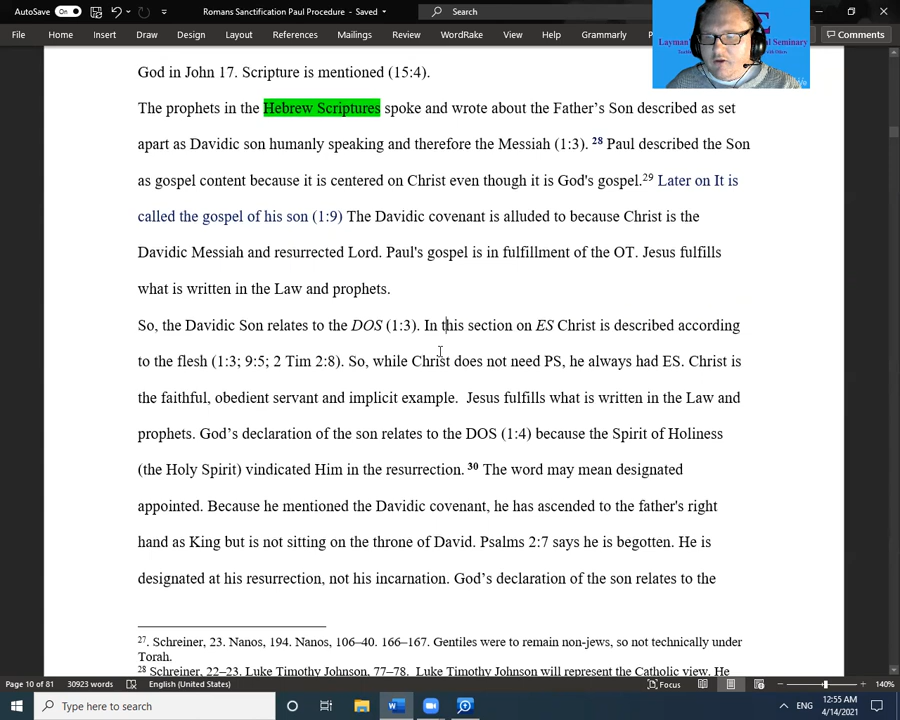 AutoSave On Romans Sanctification Paul Procedure - Saved Search
File Home Insert Draw Design Layout References Mailings Review WordRake View Help Grammarly Comments
God in John 17. Scripture is mentioned (15:4).
The prophets in the Hebrew Scriptures spoke and wrote about the Father's Son described as set
apart as Davidic son humanly speaking and therefore the Messiah (1:3). 28 Paul described the Son
as gospel content because it is centered on Christ even though it is God's gospel.29 Later on It is
called the gospel of his son (1:9) The Davidic covenant is alluded to because Christ is the
Davidic Messiah and resurrected Lord. Paul's gospel is in fulfillment of the OT. Jesus fulfills
what is written in the Law and prophets.
So, the Davidic Son relates to the DOS (1:3). In this section on ES Christ is described according
to the flesh (1:3; 9:5; 2 Tim 2:8). So, while Christ does not need PS, he always had ES. Christ is
the faithful, obedient servant and implicit example.  Jesus fulfills what is written in the Law and
prophets. God's declaration of the son relates to the DOS (1:4) because the Spirit of Holiness
(the Holy Spirit) vindicated Him in the resurrection. 30 The word may mean designated
appointed. Because he mentioned the Davidic covenant, he has ascended to the father's right
hand as King but is not sitting on the throne of David. Psalms 2:7 says he is begotten. He is
designated at his resurrection, not his incarnation. God's declaration of the son relates to the
27. Schreiner, 23. Nanos, 194. Nanos, 106–40. 166–167. Gentiles were to remain non-jews, so not technically under
Torah.
28 Schreiner, 22–23. Luke Timothy Johnson, 77–78.  Luke Timothy Johnson will represent the Catholic view. He
Page 10 of 81 30923 words English (United States) Focus 140%
Type here to search ENG 12:55 AM
4/14/2021